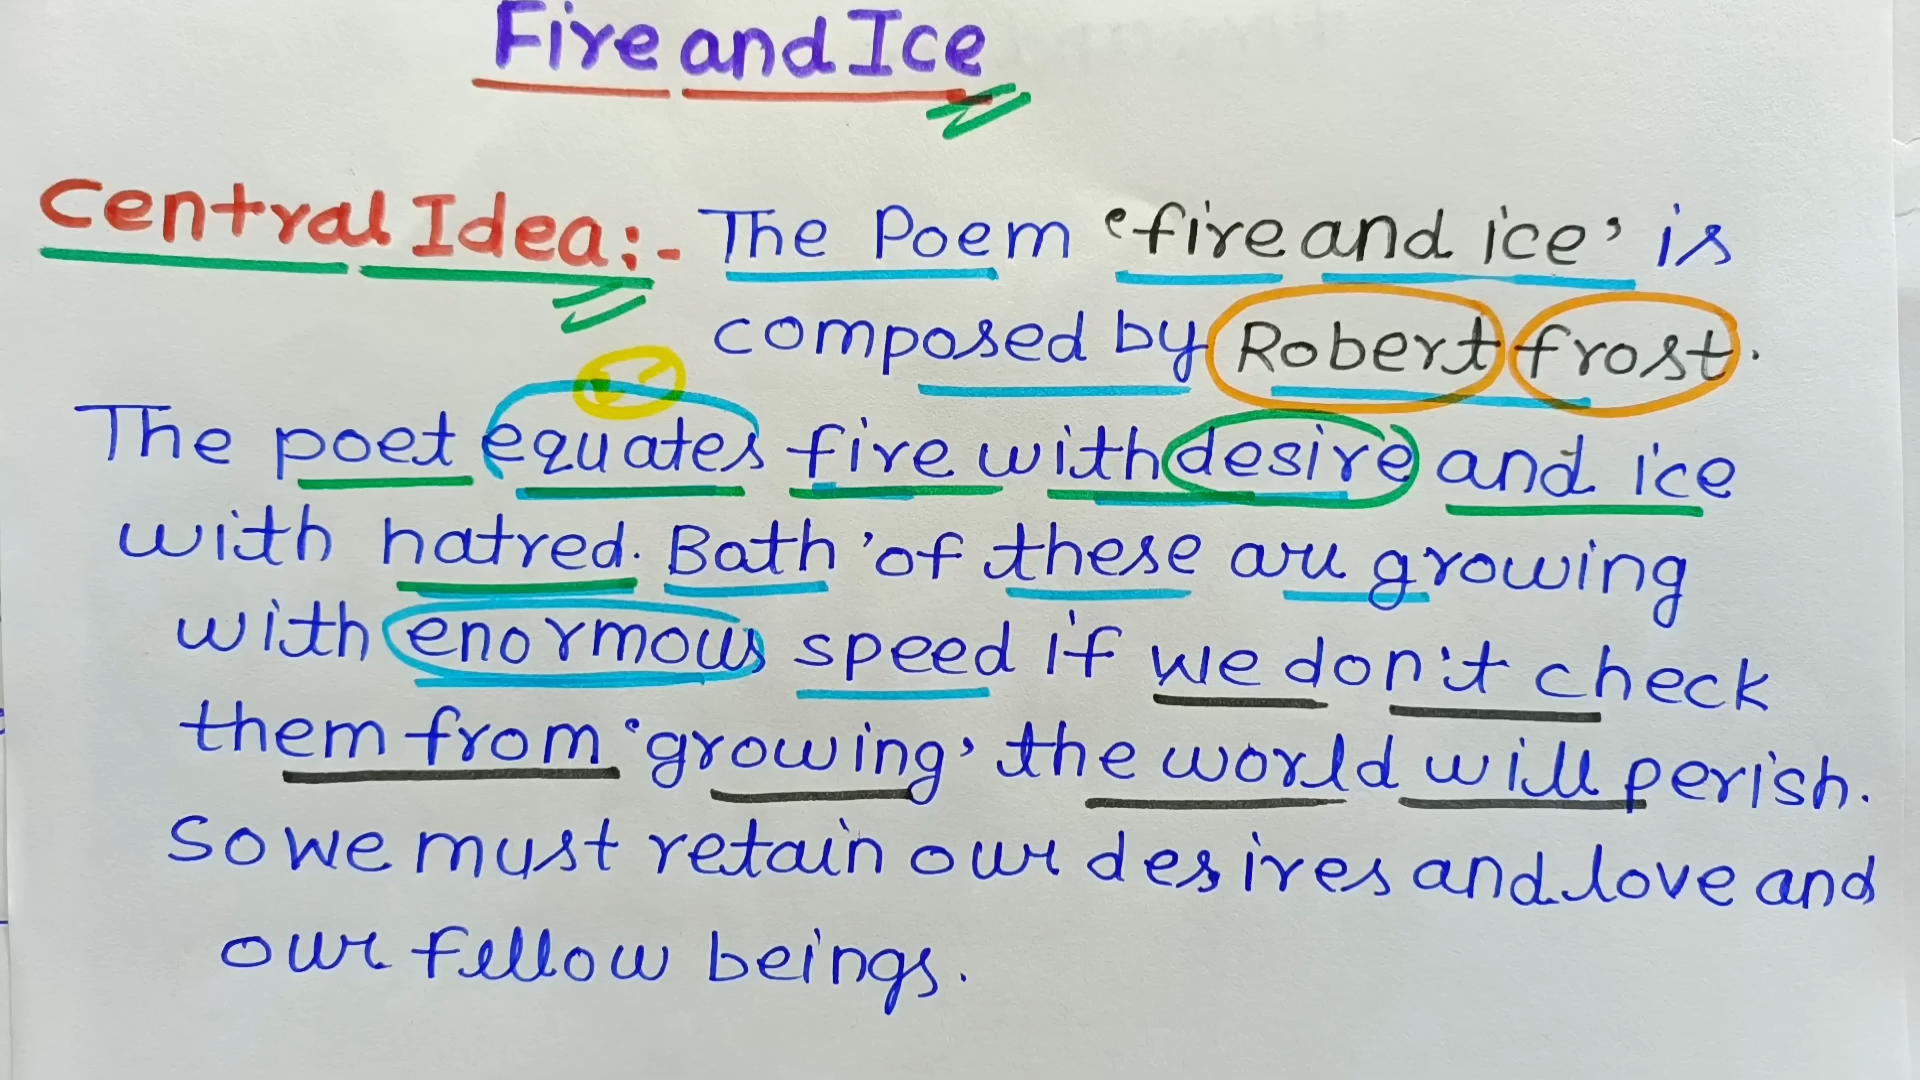 Fire and Ice
Central Idea:- The Poem 'fire and ice' is
composed by Robert frost.
The poet equates fire with desire and ice
with hatred. Bath 'of these are growing
with enormous speed if we don't check
them from 'growing' the world will perish.
So we must retain our desires and love and
our fellow beings.